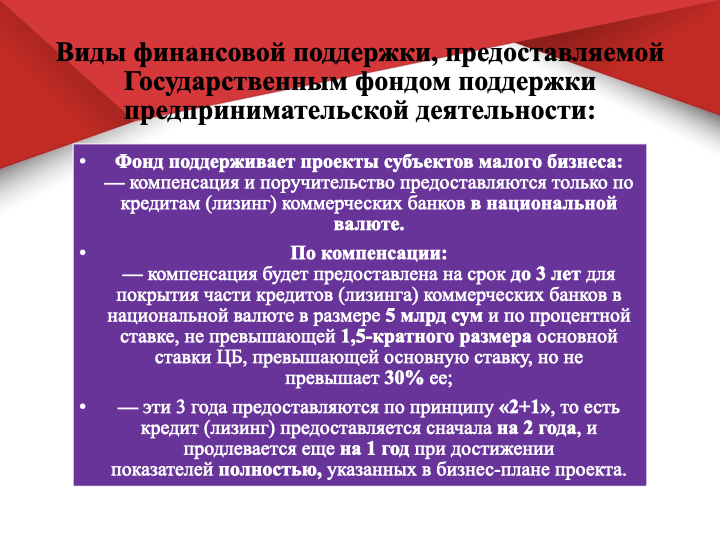 Виды финансовой поддержки, предоставляемой
Государственным фондом поддержки
предпринимательской деятельности:
• Фонд поддерживает проекты субъектов малого бизнеса:
— компенсация и поручительство предоставляются только по
кредитам (лизинг) коммерческих банков в национальной
валюте.
• По компенсации:
— компенсация будет предоставлена на срок до 3 лет для
покрытия части кредитов (лизинга) коммерческих банков в
национальной валюте в размере 5 млрд сум и по процентной
ставке, не превышающей 1,5-кратного размера основной
ставки ЦБ, превышающей основную ставку, но не
превышает 30% ее;
• — эти 3 года предоставляются по принципу «2+1», то есть
кредит (лизинг) предоставляется сначала на 2 года, и
продлевается еще на 1 год при достижении
показателей полностью, указанных в бизнес-плане проекта.